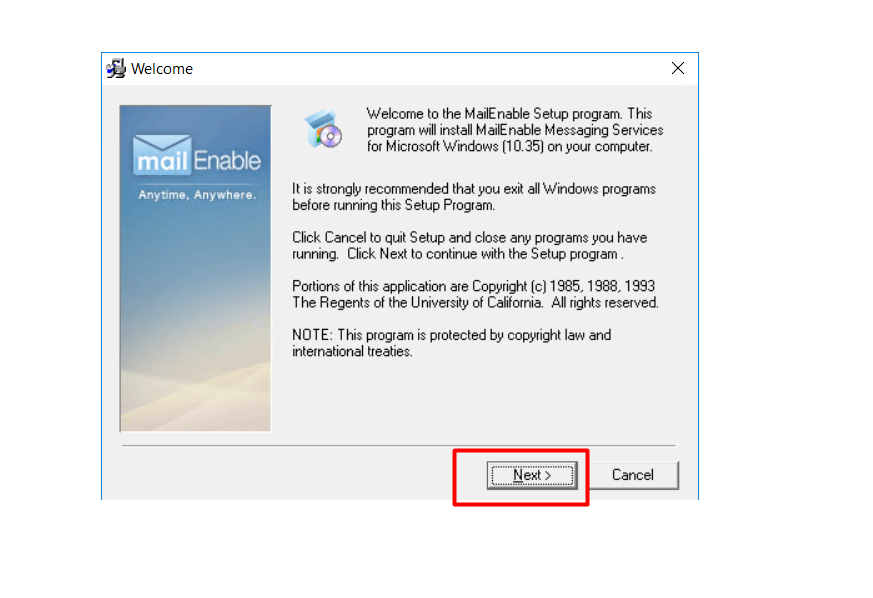 Welcome
mailEnable
Anytime, Anywhere.
Welcome to the MailEnable Setup program. This
program will install MailEnable Messaging Services
for Microsoft Windows (10.35) on your computer.
It is strongly recommended that you exit all Windows programs
before running this Setup Program.
Click Cancel to quit Setup and close any programs you have
running. Click Next to continue with the Setup program .
Portions of this application are Copyright (c) 1985, 1988, 1993
The Regents of the University of California. All rights reserved.
NOTE: This program is protected by copyright law and
international treaties.
Next >
Cancel